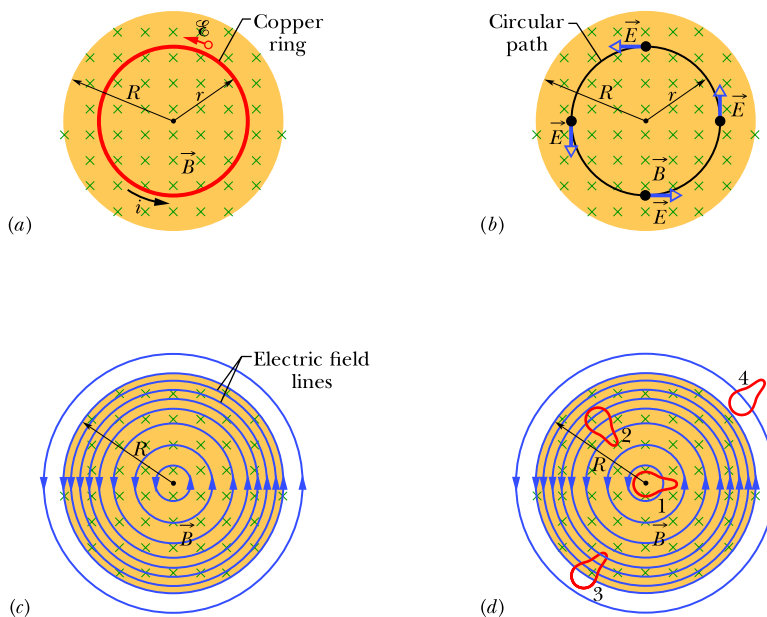 ℰ
Copper
ring
R
r
B⃗
i
(a)
Circular
path
E⃗
R
r
E⃗
E⃗
B⃗
E⃗
(b)
Electric field
lines
R
B⃗
(c)
4
2
R
1
B⃗
3
(d)